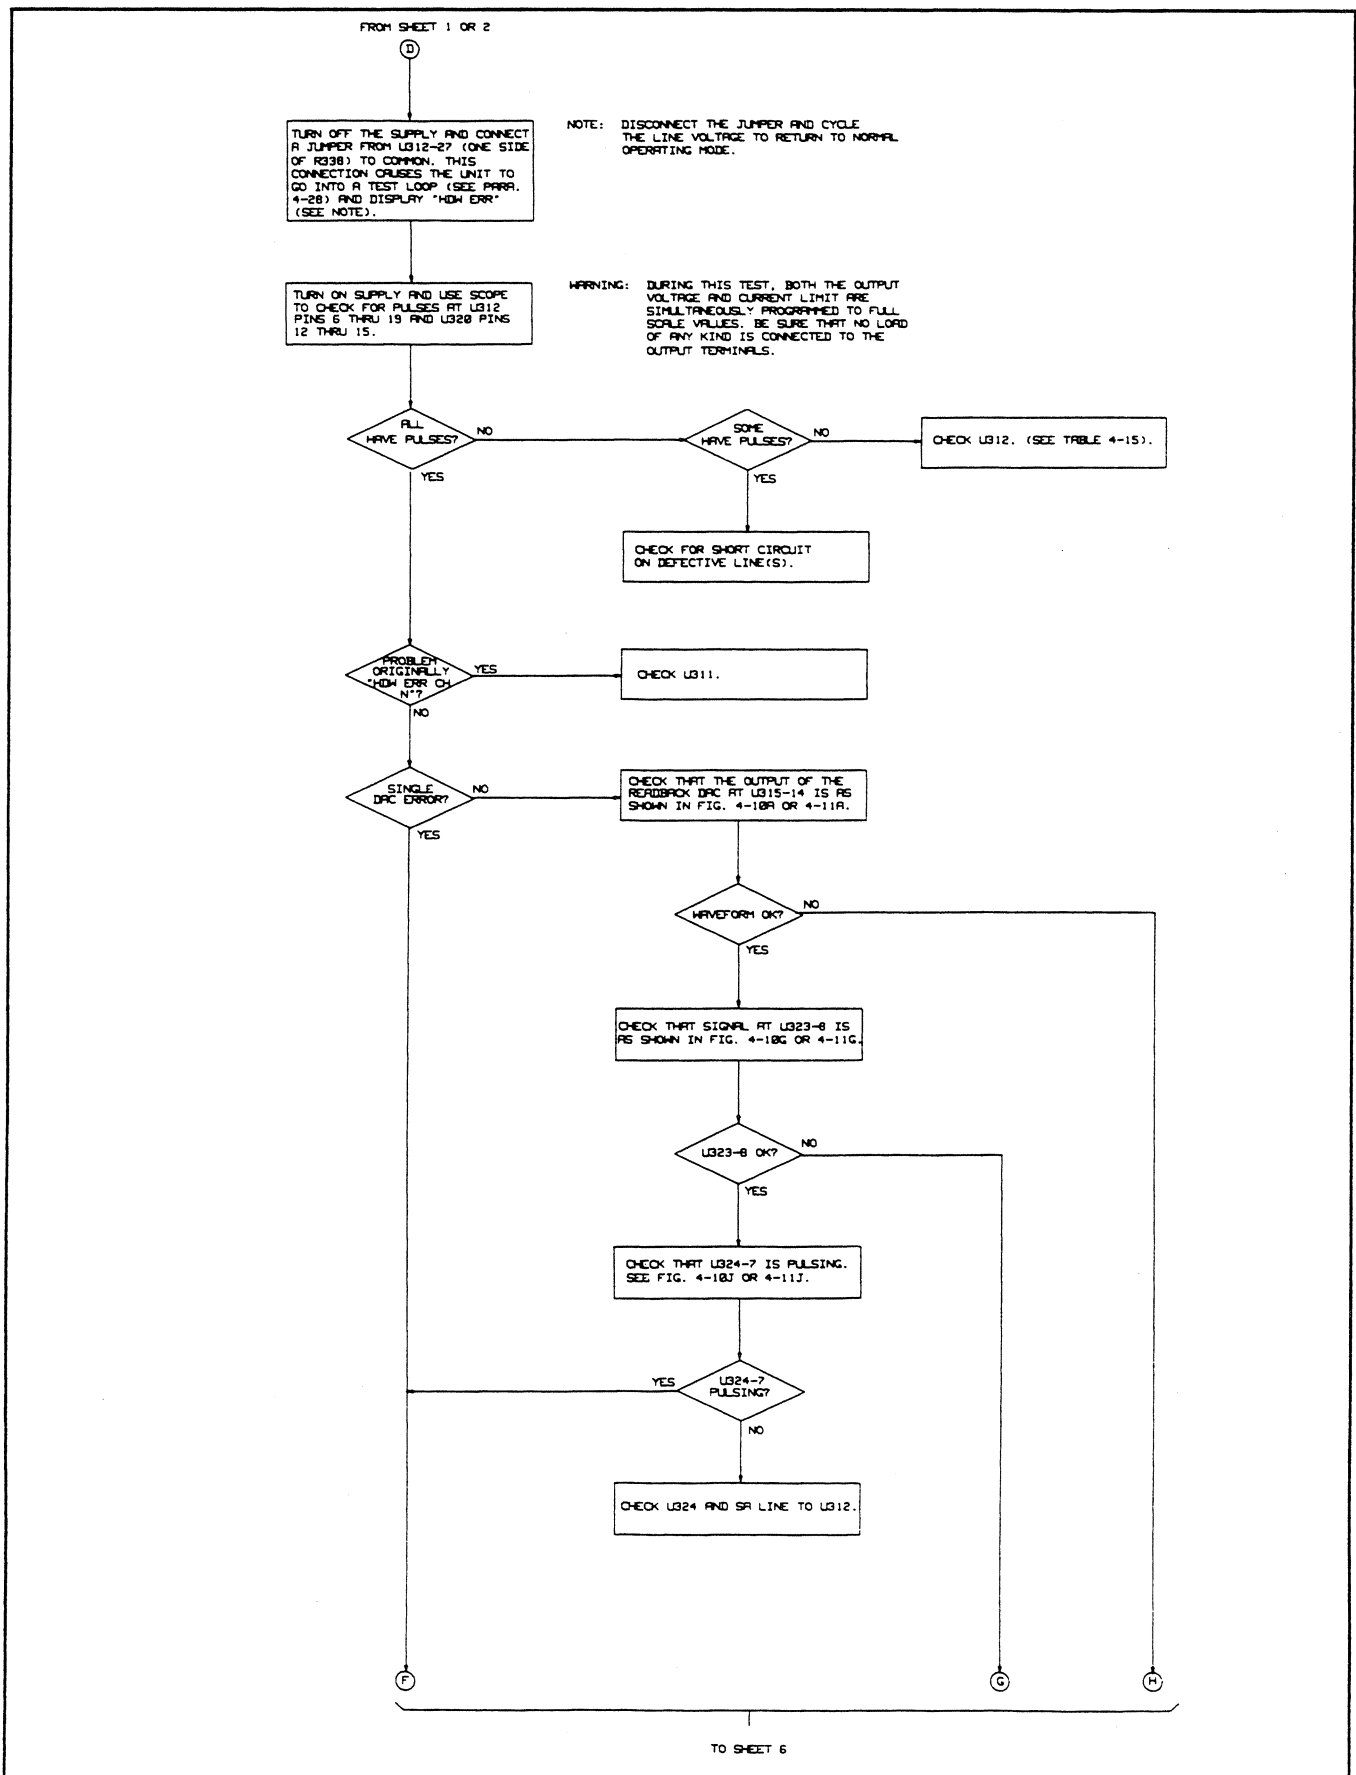 FROM SHEET 1 OR 2
D
TURN OFF THE SUPPLY AND CONNECT
A JUMPER FROM U312-27 (ONE SIDE
OF R338) TO COMMON. THIS
CONNECTION CAUSES THE UNIT TO
GO INTO A TEST LOOP (SEE PARA.
4-28) AND DISPLAY "HDW ERR"
(SEE NOTE).
NOTE: DISCONNECT THE JUMPER AND CYCLE
THE LINE VOLTAGE TO RETURN TO NORMAL
OPERATING MODE.
TURN ON SUPPLY AND USE SCOPE
TO CHECK FOR PULSES AT U312
PINS 6 THRU 19 AND U320 PINS
12 THRU 15.
WARNING: DURING THIS TEST, BOTH THE OUTPUT
VOLTAGE AND CURRENT LIMIT ARE
SIMULTANEOUSLY PROGRAMMED TO FULL
SCALE VALUES. BE SURE THAT NO LOAD
OF ANY KIND IS CONNECTED TO THE
OUTPUT TERMINALS.
ALL
HAVE PULSES?
NO
YES
SOME
HAVE PULSES?
NO
YES
CHECK U312. (SEE TABLE 4-15).
CHECK FOR SHORT CIRCUIT
ON DEFECTIVE LINE(S).
PROBLEM
ORIGINALLY
"HDW ERR CH
N"?
YES
NO
CHECK U311.
SINGLE
DAC ERROR?
NO
YES
CHECK THAT THE OUTPUT OF THE
READBACK DAC AT U315-14 IS AS
SHOWN IN FIG. 4-10A OR 4-11A.
WAVEFORM OK?
NO
YES
CHECK THAT SIGNAL AT U323-8 IS
AS SHOWN IN FIG. 4-10G OR 4-11G.
U323-8 OK?
NO
YES
CHECK THAT U324-7 IS PULSING.
SEE FIG. 4-10J OR 4-11J.
YES
U324-7
PULSING?
NO
CHECK U324 AND SA LINE TO U312.
F
G
H
TO SHEET 6